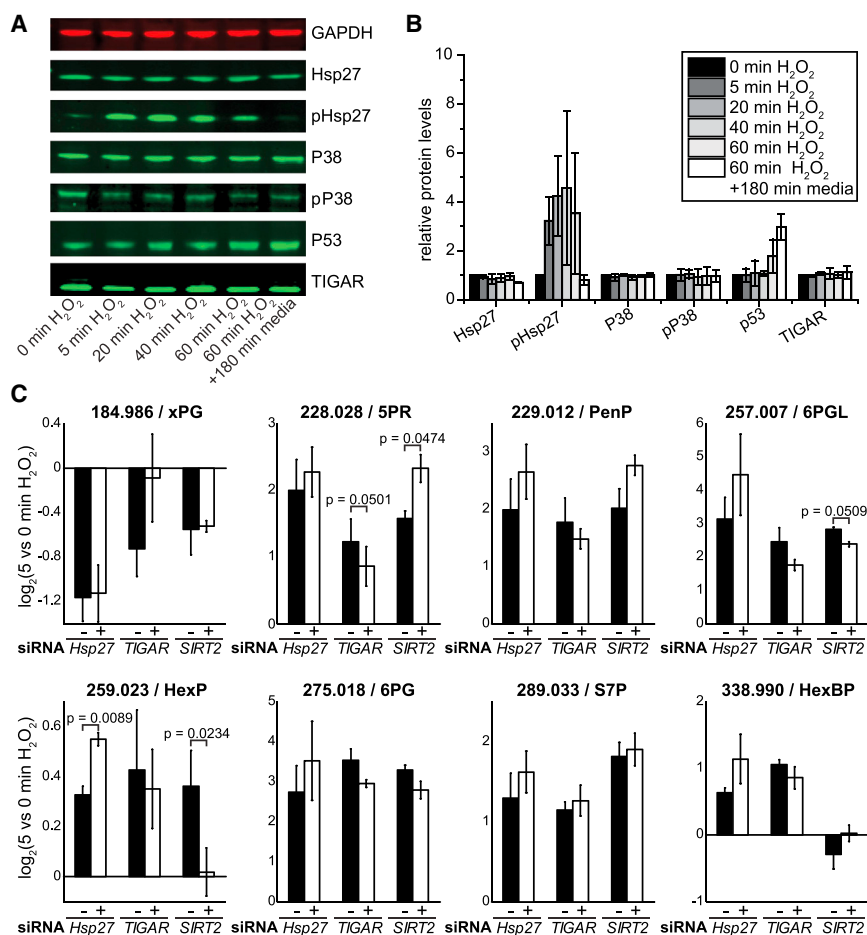 A
GAPDH
Hsp27
pHsp27
P38
pP38
P53
TIGAR
0 min H₂O₂
5 min H₂O₂
20 min H₂O₂
40 min H₂O₂
60 min H₂O₂
60 min H₂O₂
+180 min media
B
relative protein levels
10
8
6
4
2
0
0 min H₂O₂
5 min H₂O₂
20 min H₂O₂
40 min H₂O₂
60 min H₂O₂
60 min H₂O₂
+180 min media
Hsp27
pHsp27
P38
pP38
p53
TIGAR
C
184.986 / xPG
log₂(5 vs 0 min H₂O₂)
0.4
0
-0.4
-0.8
-1.2
siRNA - + - + - +
Hsp27 TIGAR SIRT2
228.028 / 5PR
3
2
1
0
p = 0.0501
p = 0.0474
siRNA - + - + - +
Hsp27 TIGAR SIRT2
229.012 / PenP
3
2
1
0
siRNA - + - + - +
Hsp27 TIGAR SIRT2
257.007 / 6PGL
6
5
4
3
2
1
0
p = 0.0509
siRNA - + - + - +
Hsp27 TIGAR SIRT2
259.023 / HexP
log₂(5 vs 0 min H₂O₂)
0.6
0.4
0.2
0
p = 0.0089
p = 0.0234
siRNA - + - + - +
Hsp27 TIGAR SIRT2
275.018 / 6PG
5
4
3
2
1
0
siRNA - + - + - +
Hsp27 TIGAR SIRT2
289.033 / S7P
2
1
0
siRNA - + - + - +
Hsp27 TIGAR SIRT2
338.990 / HexBP
2
1
0
-1
siRNA - + - + - +
Hsp27 TIGAR SIRT2